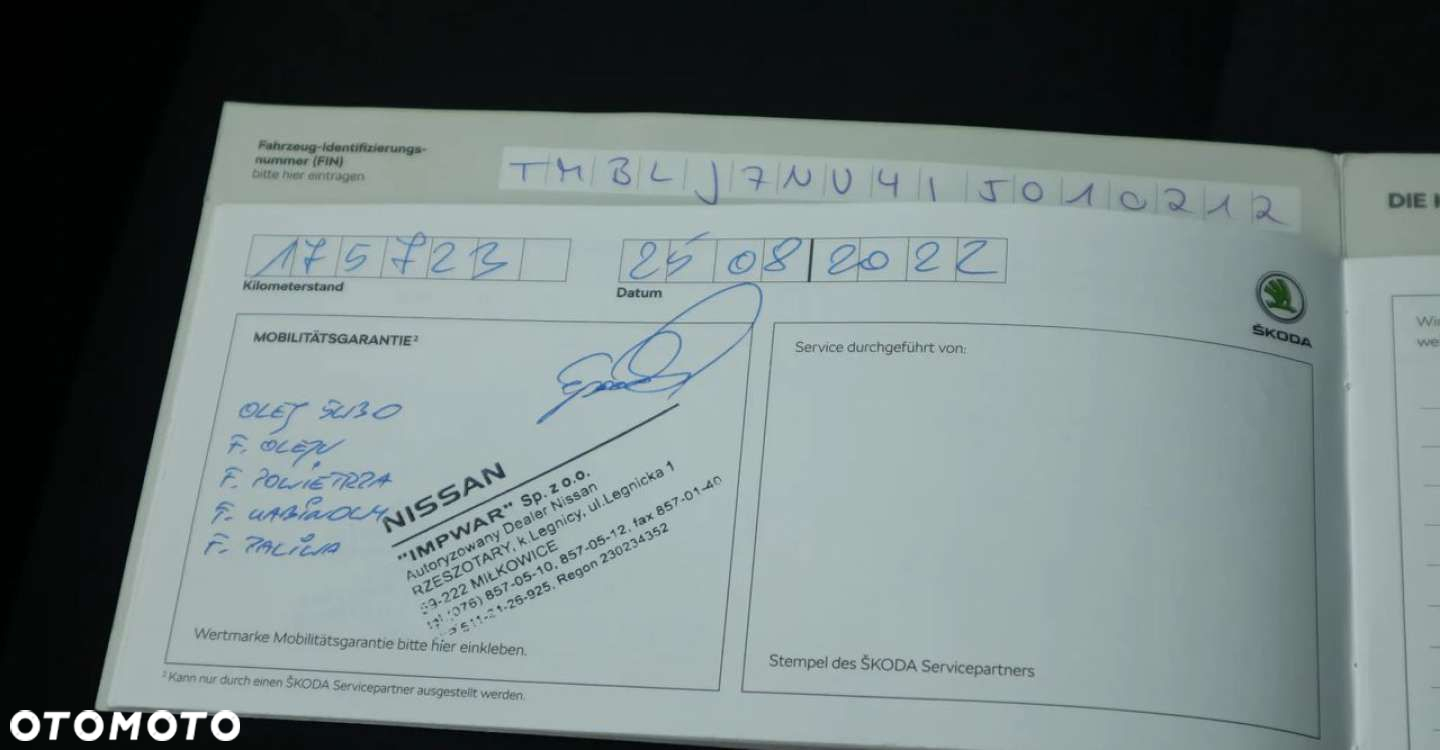 Fahrzeug-Identifizierungs-
nummer (FIN)
bitte hier eintragen
TMBLJ7NU4J5010212
175723
Kilometerstand
25 08 2022
Datum
ŠKODA
MOBILITÄTSGARANTIE²
OLEJ
F. OLEJU
F. POWIETRZA
F. KABINOWY
F. PALIWA
NISSAN
"IMPWAR" Sp. z o.o.
Autoryzowany Dealer Nissan
RZESZOTARY, k.Legnicy, ul.Legnicka 1
59-222 MIŁKOWICE
tel. (076) 857-05-10, 857-05-12, fax 857-01-40
Regon 230234352
Wertmarke Mobilitätsgarantie bitte hier einkleben.
² Kann nur durch einen ŠKODA Servicepartner ausgestellt werden.
Service durchgeführt von:
Stempel des ŠKODA Servicepartners
DIE
OTOMOTO